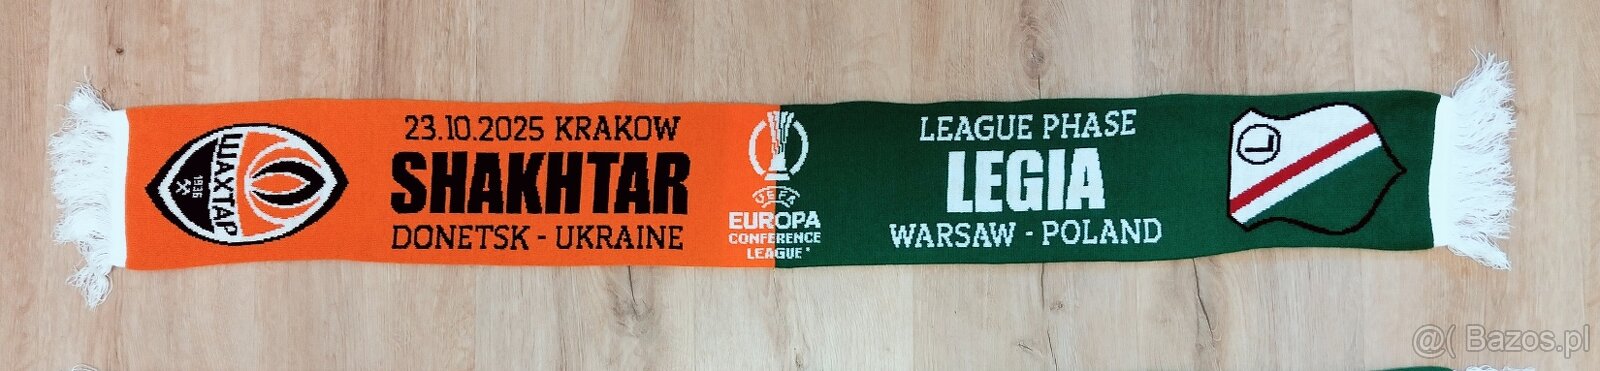 ШАХТАР
1936
23.10.2025 KRAKOW
SHAKHTAR
DONETSK - UKRAINE
UEFA
EUROPA
CONFERENCE
LEAGUE
LEAGUE PHASE
LEGIA
WARSAW - POLAND
L
@( Bazos.pl